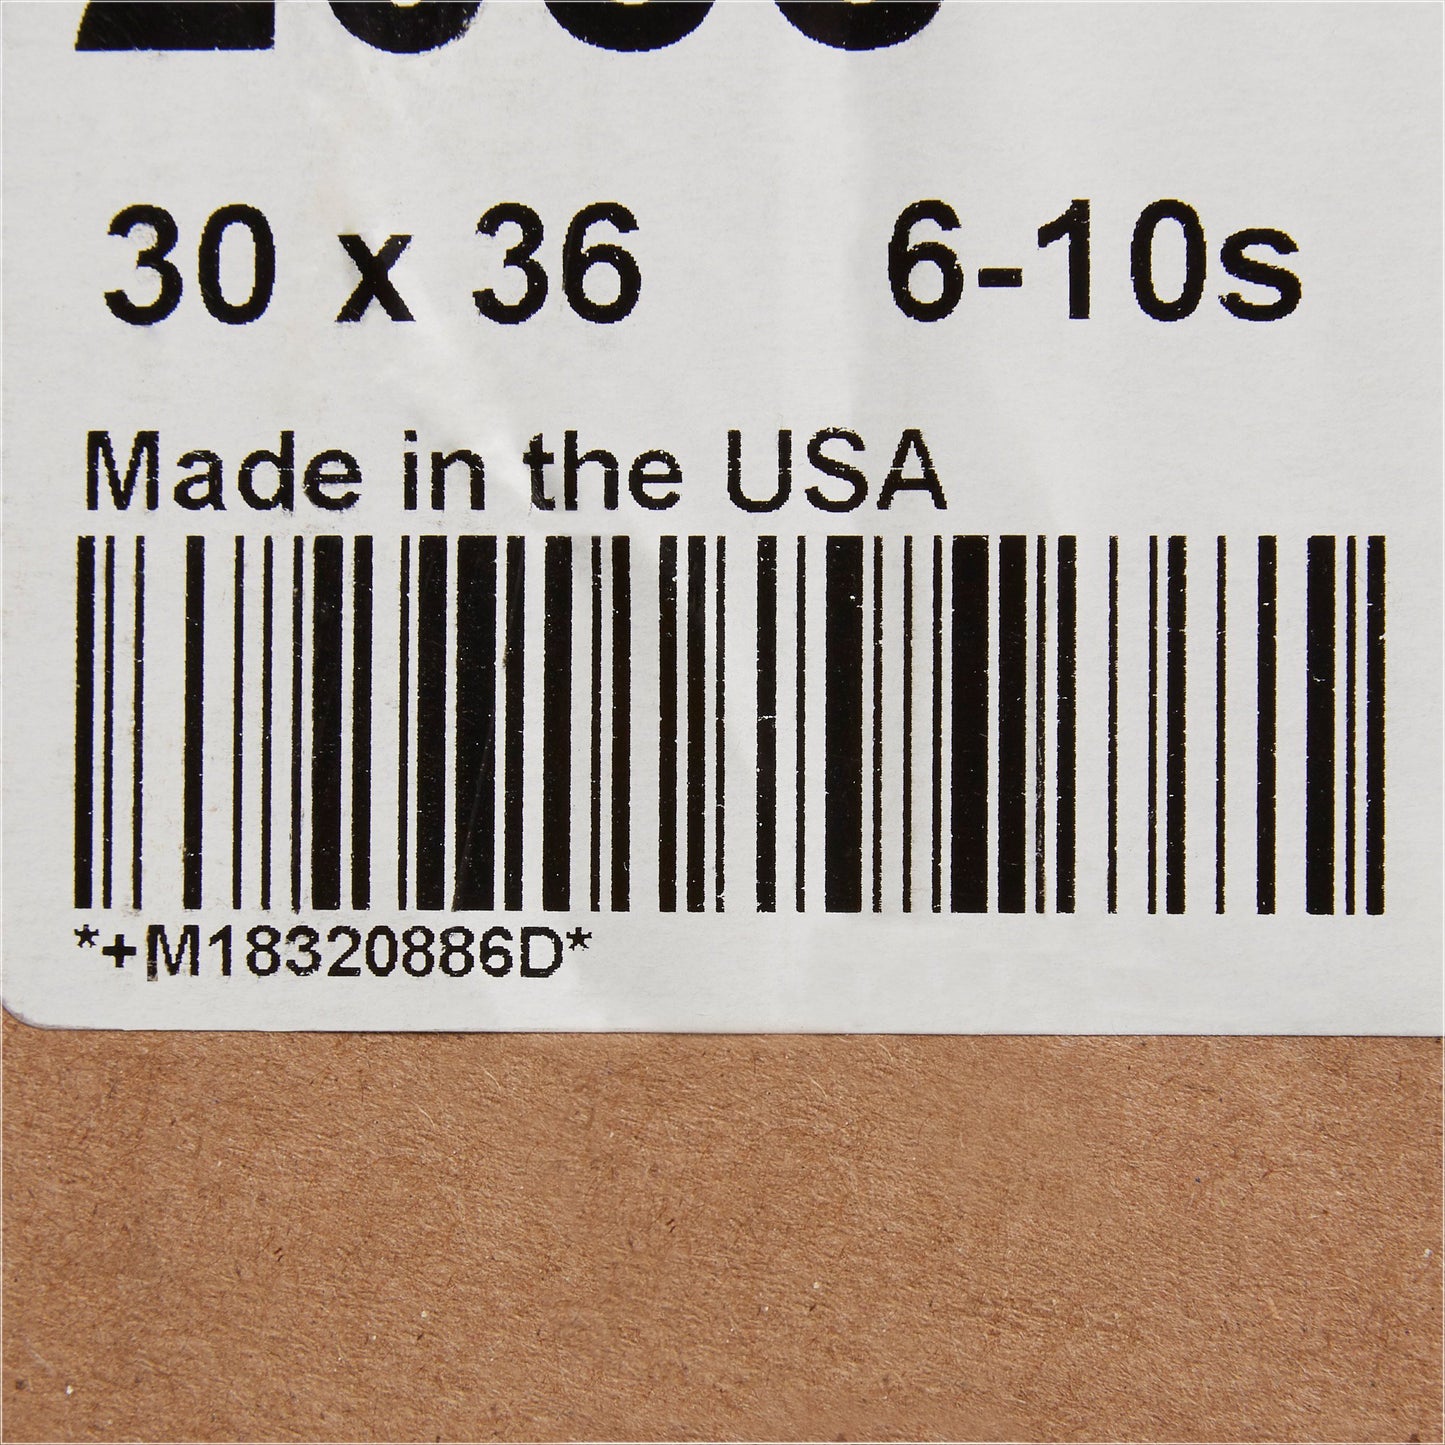 30 x 36 6-10s
Made in the USA
*+M18320886D*